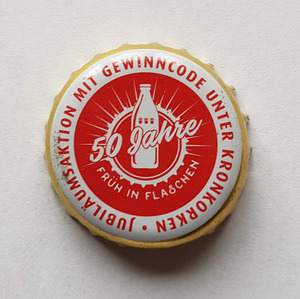 JUBILÄUMSAKTION MIT GEWINNCODE UNTER KRONKORKEN •
50 Jahre
FRÜH IN FLASCHEN